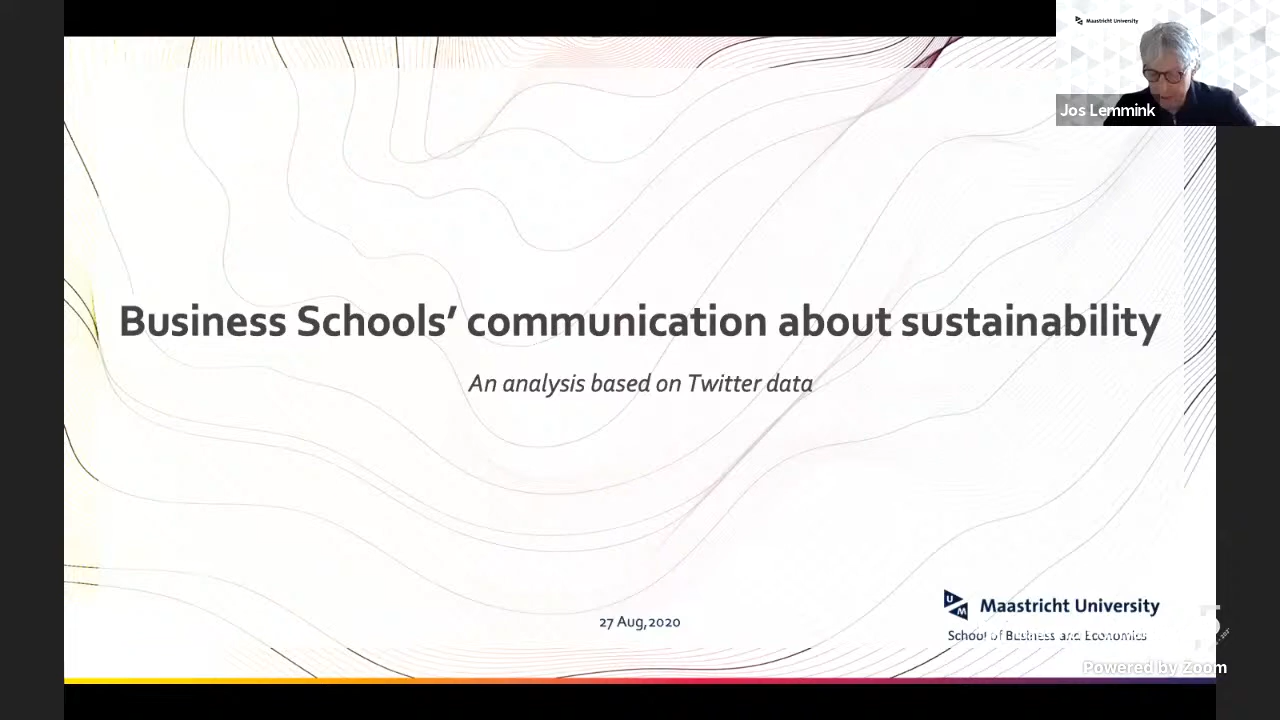 Maastricht University
Jos Lemmink
Business Schools’ communication about sustainability
An analysis based on Twitter data
27 Aug,2020
UM
Maastricht University
School of Business and Economics
Powered by Zoom